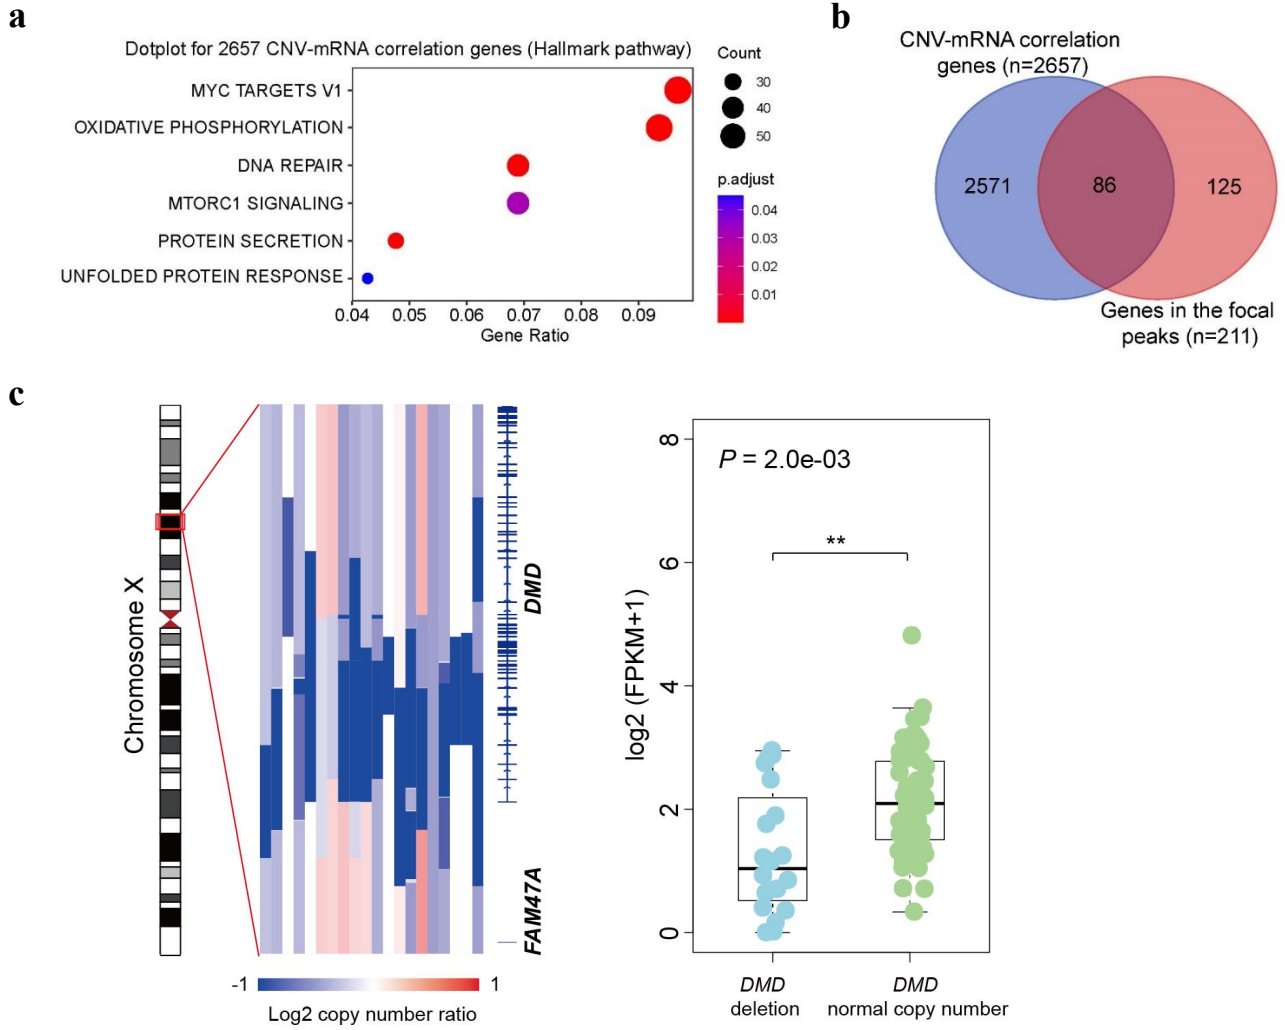 a
Dotplot for 2657 CNV-mRNA correlation genes (Hallmark pathway)
MYC TARGETS V1
OXIDATIVE PHOSPHORYLATION
DNA REPAIR
MTORC1 SIGNALING
PROTEIN SECRETION
UNFOLDED PROTEIN RESPONSE
0.04 0.05 0.06 0.07 0.08 0.09
Gene Ratio
Count
30
40
50
p.adjust
0.04
0.03
0.02
0.01
b
CNV-mRNA correlation
genes (n=2657)
2571
86
125
Genes in the focal
peaks (n=211)
c
Chromosome X
DMD
FAM47A
-1
1
Log2 copy number ratio
P = 2.0e-03
**
log2 (FPKM+1)
8
6
4
2
0
DMD
deletion
DMD
normal copy number